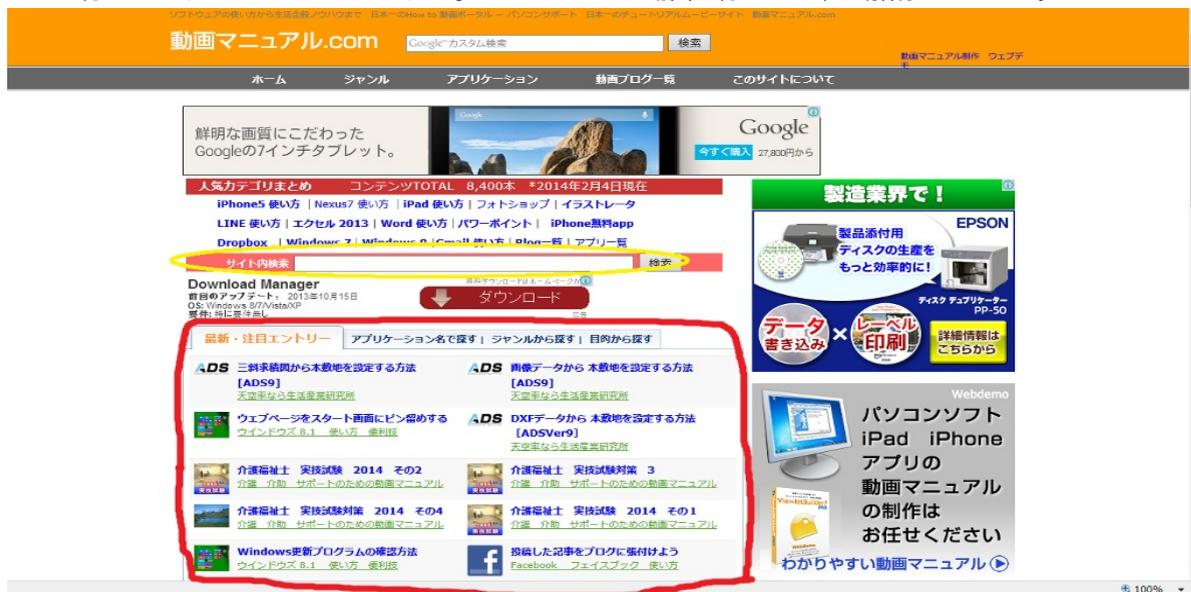 ソフトウェアの使い方から生活全般ノウハウまで 日本一のHow to 動画ポータル - パソコンサポート 日本一のチュートリアルムービーサイト 動画マニュアル.com
動画マニュアル.com
Google カスタム検索
検索
動画マニュアル制作 ウェブデモ
ホーム ジャンル アプリケーション 動画ブログ一覧 このサイトについて
鮮明な画質にこだわった
Googleの7インチタブレット。
Google
Google
今すぐ購入 27,800円から
人気カテゴリまとめ コンテンツTOTAL 8,400本 *2014年2月4日現在
iPhone5 使い方 | Nexus7 使い方 | iPad 使い方 | フォトショップ | イラストレータ
LINE 使い方 | エクセル 2013 | Word 使い方 | パワーポイント | iPhone無料app
Dropbox | Windows 7 | Windows 8 | Gmail 使い方 | Blog一覧 | アプリ一覧
サイト内検索
検索
Download Manager
前回のアップデート: 2013年10月15日
OS: Windows 8/7/Vista/XP
要件: 特に要件無し
ダウンロード
広告
最新・注目エントリー アプリケーション名で探す | ジャンルから探す | 目的から探す
ADS 三斜求積図から本敷地を設定する方法
[ADS9]
天空率なら生活産業研究所
ADS 画像データから 本敷地を設定する方法
[ADS9]
天空率なら生活産業研究所
ウェブページをスタート画面にピン留めする
ウインドウズ 8.1 使い方 便利技
ADS DXFデータから 本敷地を設定する方法
[ADSVer9]
天空率なら生活産業研究所
介護福祉士 実技試験 2014 その2
介護 介助 サポートのための動画マニュアル
介護福祉士 実技試験対策 3
介護 介助 サポートのための動画マニュアル
介護福祉士 実技試験対策 2014 その4
介護 介助 サポートのための動画マニュアル
介護福祉士 実技試験 2014 その1
介護 介助 サポートのための動画マニュアル
Windows更新プログラムの確認方法
ウインドウズ 8.1 使い方 便利技
投稿した記事をブログに張付けよう
Facebook フェイスブック 使い方
製造業界で!
EPSON
製品添付用
ディスクの生産を
もっと効率的に!
ディスク デュプリケーター
PP-50
データ
書き込み
×
レーベル
印刷
詳細情報は
こちらから
Webdemo
パソコンソフト
iPad iPhone
アプリの
動画マニュアル
の制作は
お任せください
わかりやすい動画マニュアル
100%